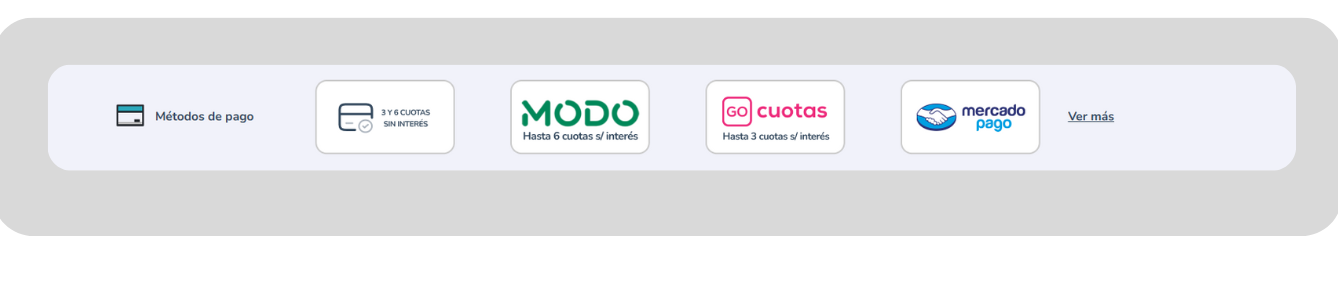 Métodos de pago
3 Y 6 CUOTAS
SIN INTERÉS
MODO
Hasta 6 cuotas s/ interés
GO cuotas
Hasta 3 cuotas s/ interés
mercado
pago
Ver más